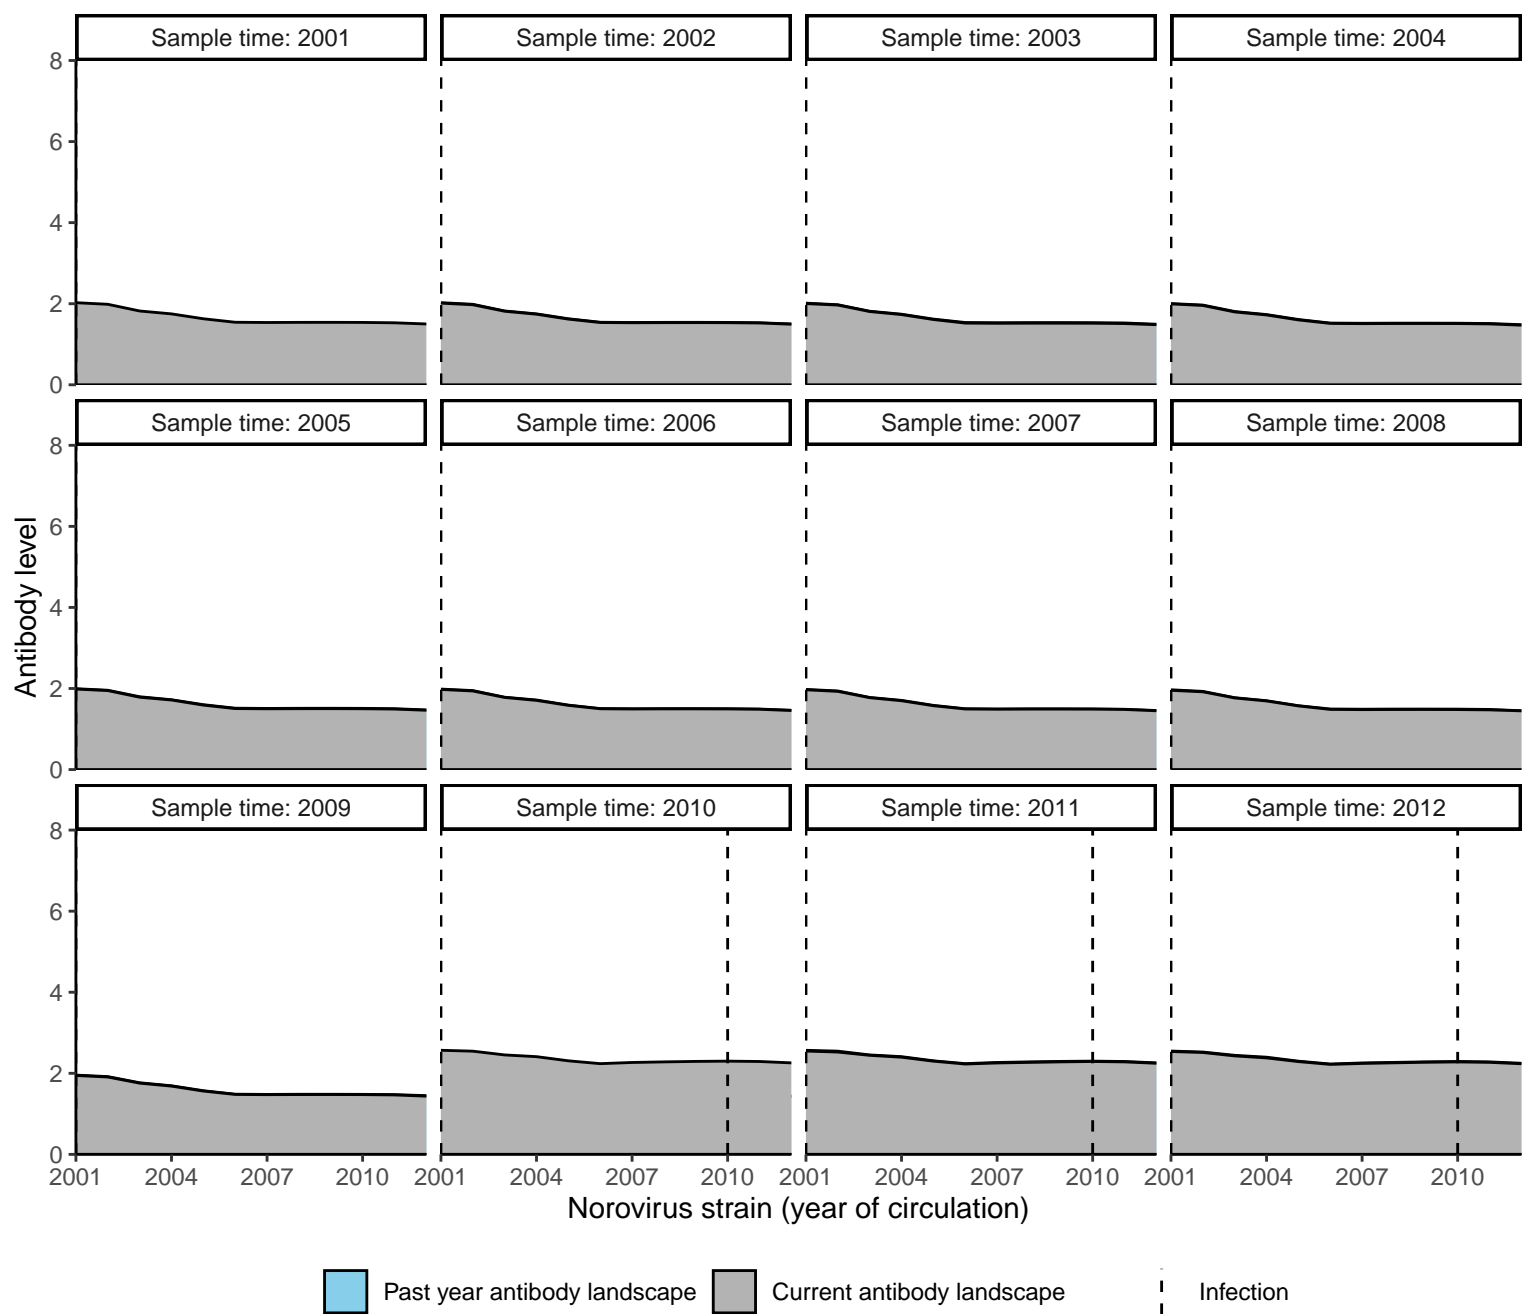 Sample time: 2001 Sample time: 2002 Sample time: 2003 Sample time: 2004
8
6
4
2
0
Sample time: 2005 Sample time: 2006 Sample time: 2007 Sample time: 2008
8
6
4
2
0
Antibody level
Sample time: 2009 Sample time: 2010 Sample time: 2011 Sample time: 2012
8
6
4
2
0
2001 2004 2007 2010 2001 2004 2007 2010 2001 2004 2007 2010 2001 2004 2007 2010
Norovirus strain (year of circulation)
Past year antibody landscape Current antibody landscape Infection